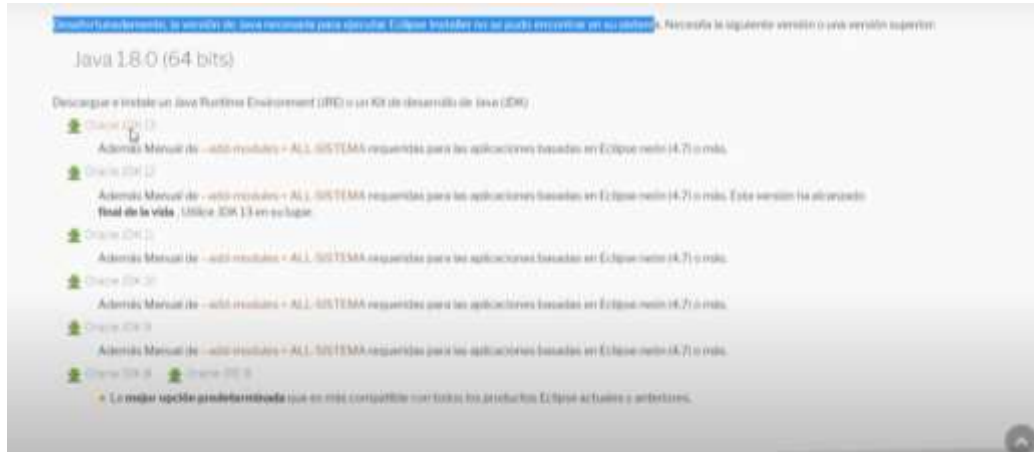 Desafortunadamente, la versión de Java necesaria para ejecutar Eclipse Installer no se pudo encontrar en su sistema. Necesita la siguiente versión o una versión superior:
Java 1.8.0 (64 bits)
Descargue e instale un Java Runtime Environment (JRE) o un Kit de desarrollo de Java (JDK)
Oracle JDK 13
Además Manual de --add-modules = ALL-SISTEMA requeridas para las aplicaciones basadas en Eclipse neón (4.7) o más.
Oracle JDK 12
Además Manual de --add-modules = ALL-SISTEMA requeridas para las aplicaciones basadas en Eclipse neón (4.7) o más. Esta versión ha alcanzado
final de la vida . Utilice JDK 13 en su lugar.
Oracle JDK 11
Además Manual de --add-modules = ALL-SISTEMA requeridas para las aplicaciones basadas en Eclipse neón (4.7) o más.
Oracle JDK 10
Además Manual de --add-modules = ALL-SISTEMA requeridas para las aplicaciones basadas en Eclipse neón (4.7) o más.
Oracle JDK 9
Además Manual de --add-modules = ALL-SISTEMA requeridas para las aplicaciones basadas en Eclipse neón (4.7) o más.
Oracle JDK 8 Oracle JRE 8
La mejor opción predeterminada que es más compatible con todos los productos Eclipse actuales y anteriores.